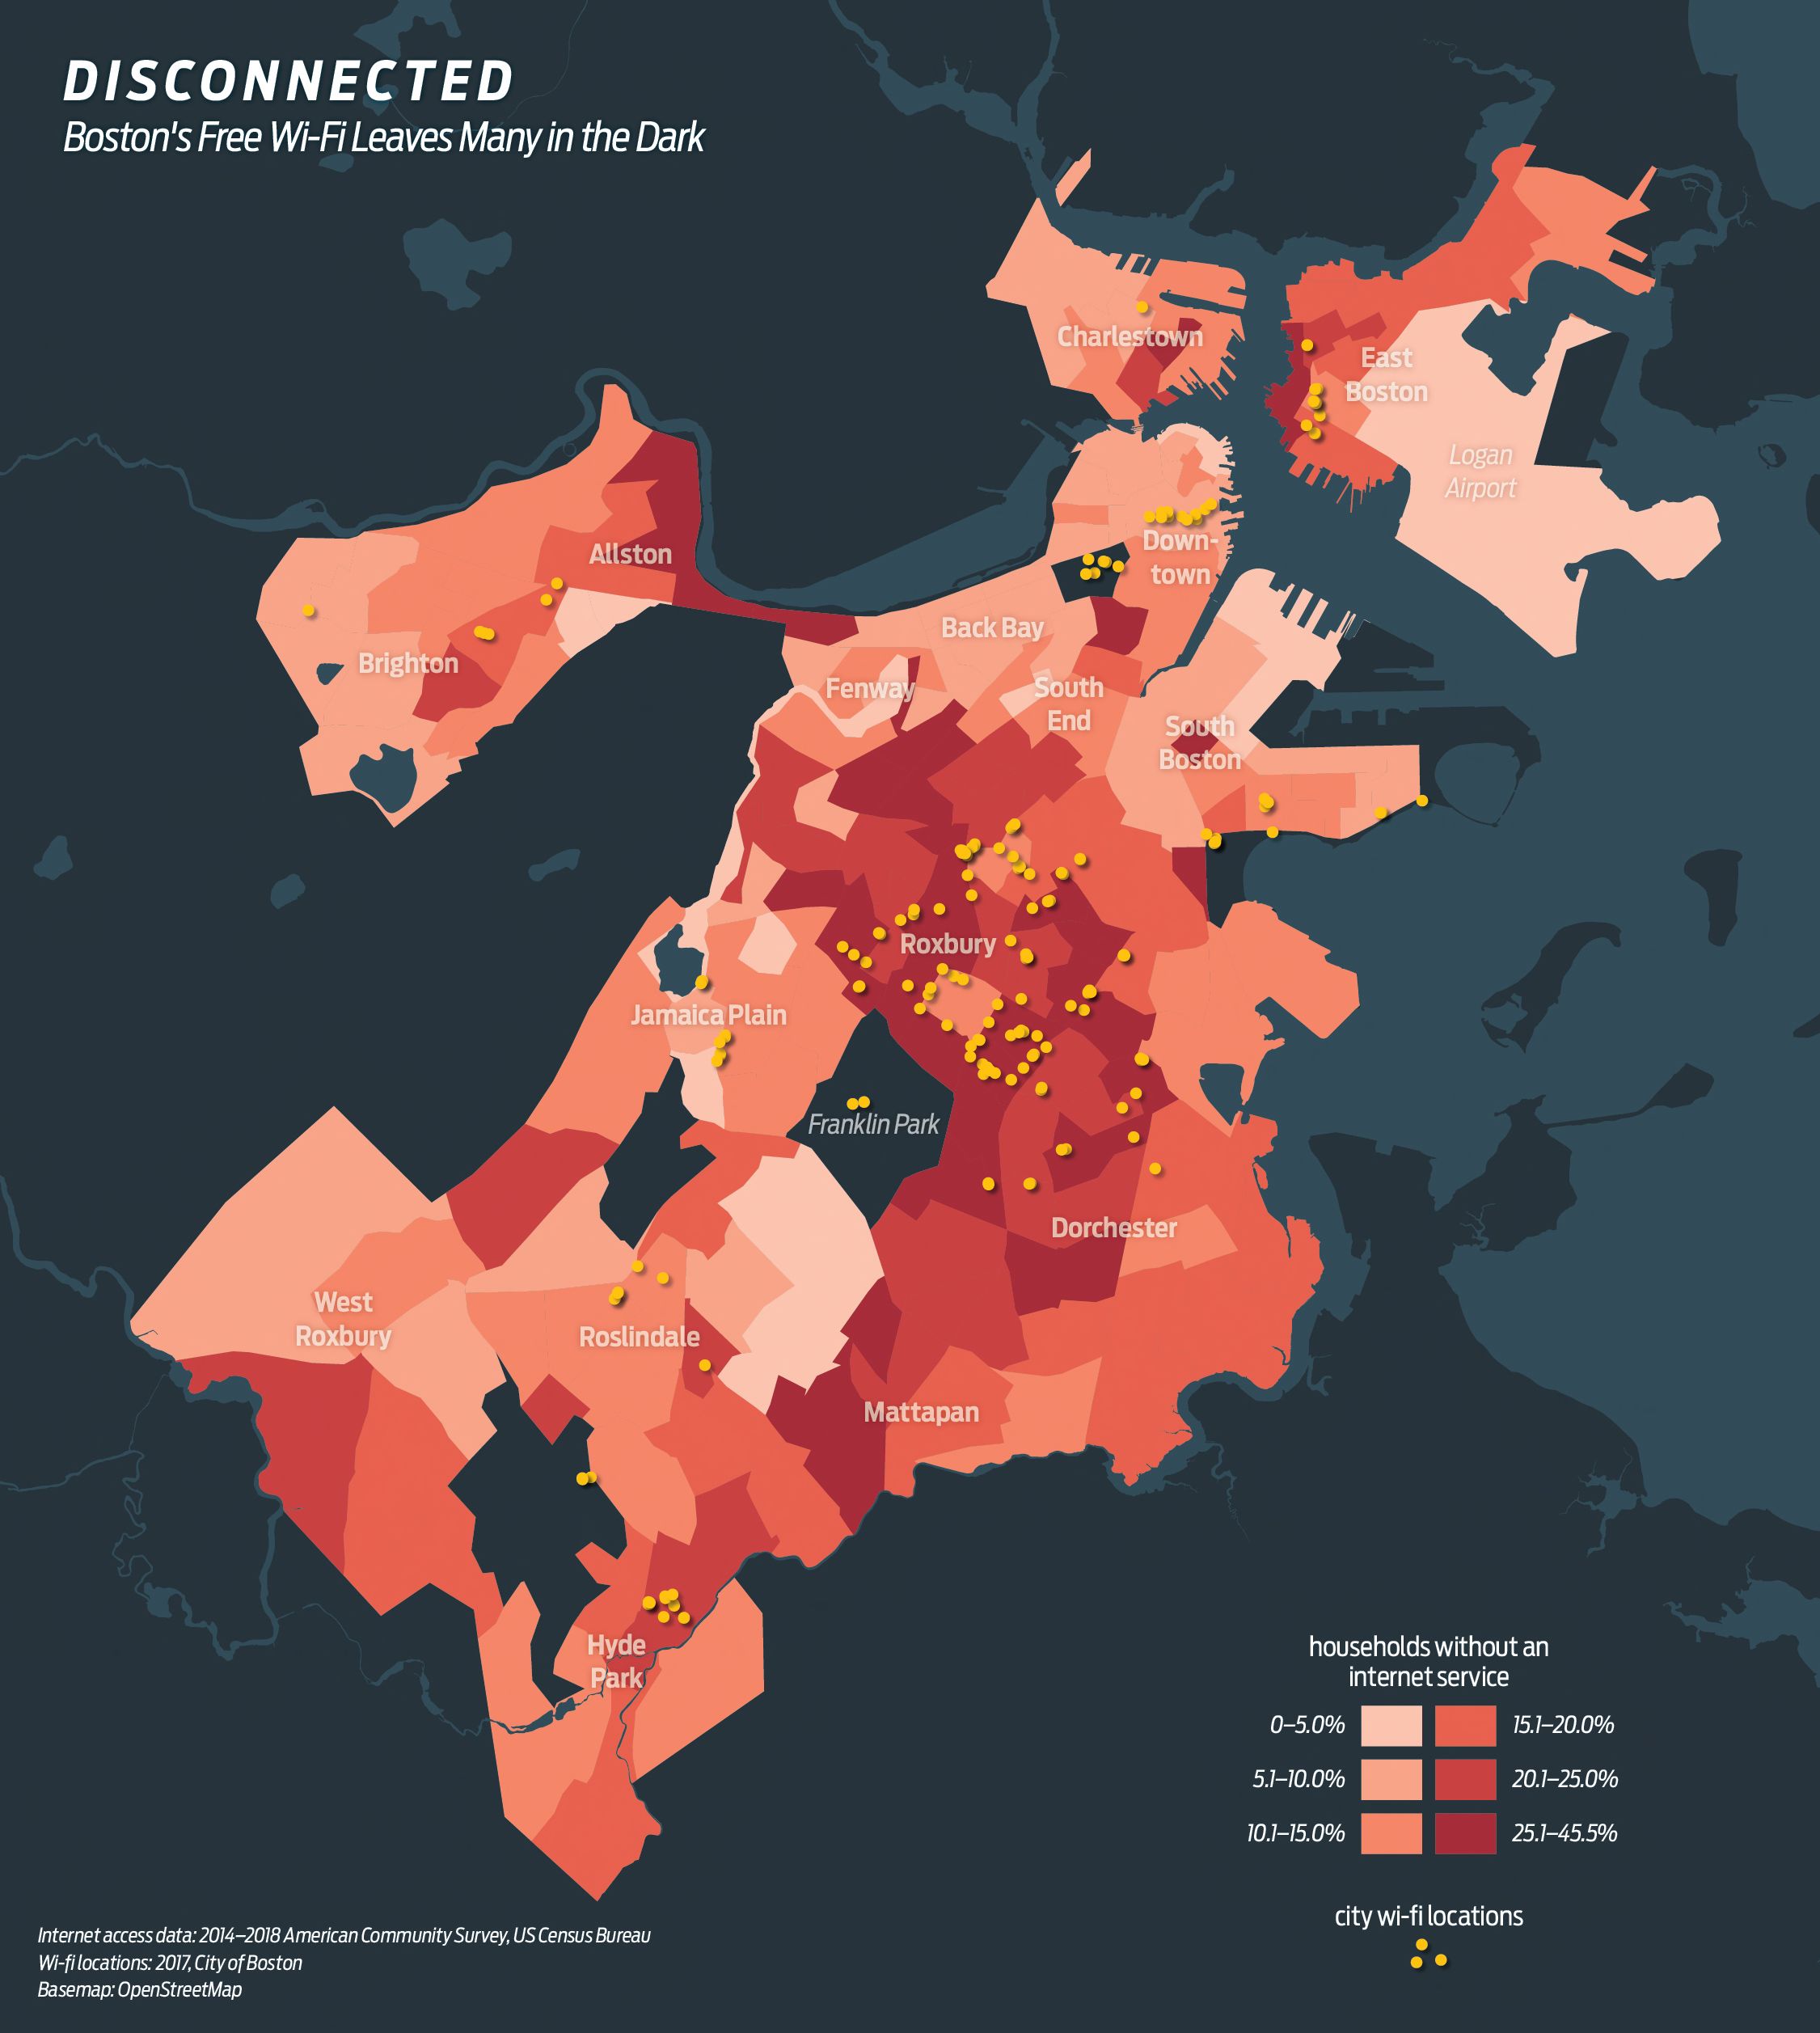 DISCONNECTED
Boston's Free Wi-Fi Leaves Many in the Dark
Charlestown
East
Boston
Logan
Airport
Down-
town
Allston
Back Bay
Brighton
Fenway
South
End
South
Boston
Roxbury
Jamaica Plain
Franklin Park
Dorchester
West
Roxbury
Roslindale
Mattapan
Hyde
Park
households without an
internet service
0–5.0%
15.1–20.0%
5.1–10.0%
20.1–25.0%
10.1–15.0%
25.1–45.5%
city wi-fi locations
Internet access data: 2014–2018 American Community Survey, US Census Bureau
Wi-fi locations: 2017, City of Boston
Basemap: OpenStreetMap